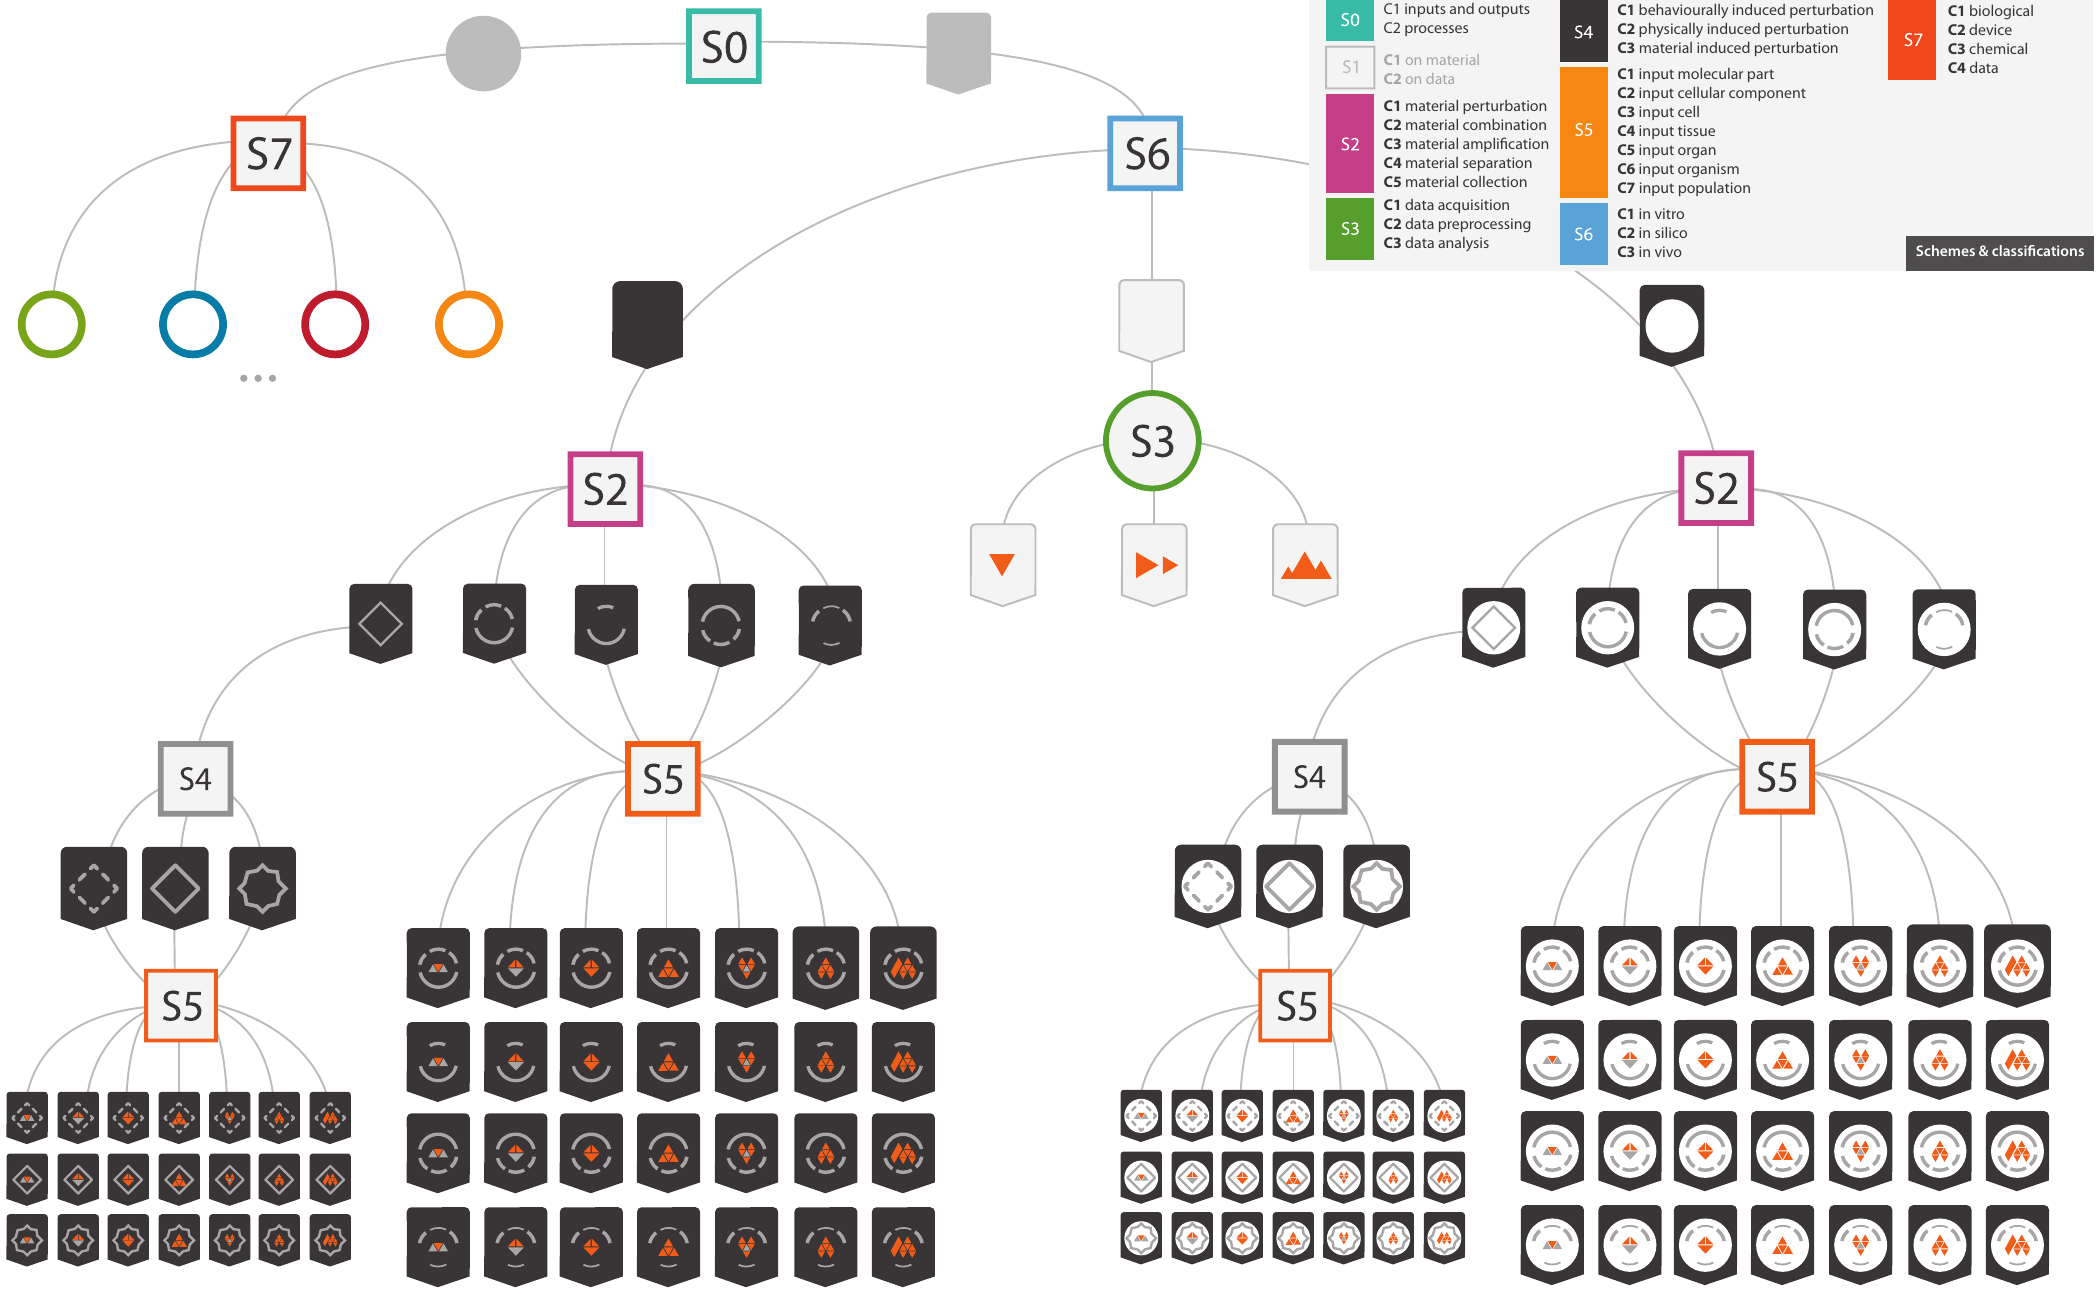 S0
C1 inputs and outputs
C2 processes
S1
C1 on material
C2 on data
S2
C1 material perturbation
C2 material combination
C3 material amplification
C4 material separation
C5 material collection
S3
C1 data acquisition
C2 data preprocessing
C3 data analysis
S4
C1 behaviourally induced perturbation
C2 physically induced perturbation
C3 material induced perturbation
S5
C1 input molecular part
C2 input cellular component
C3 input cell
C4 input tissue
C5 input organ
C6 input organism
C7 input population
S6
C1 in vitro
C2 in silico
C3 in vivo
S7
C1 biological
C2 device
C3 chemical
C4 data
Schemes & classifications
S0
S7
S6
S3
S2
S2
S4
S5
S4
S5
S5
S5